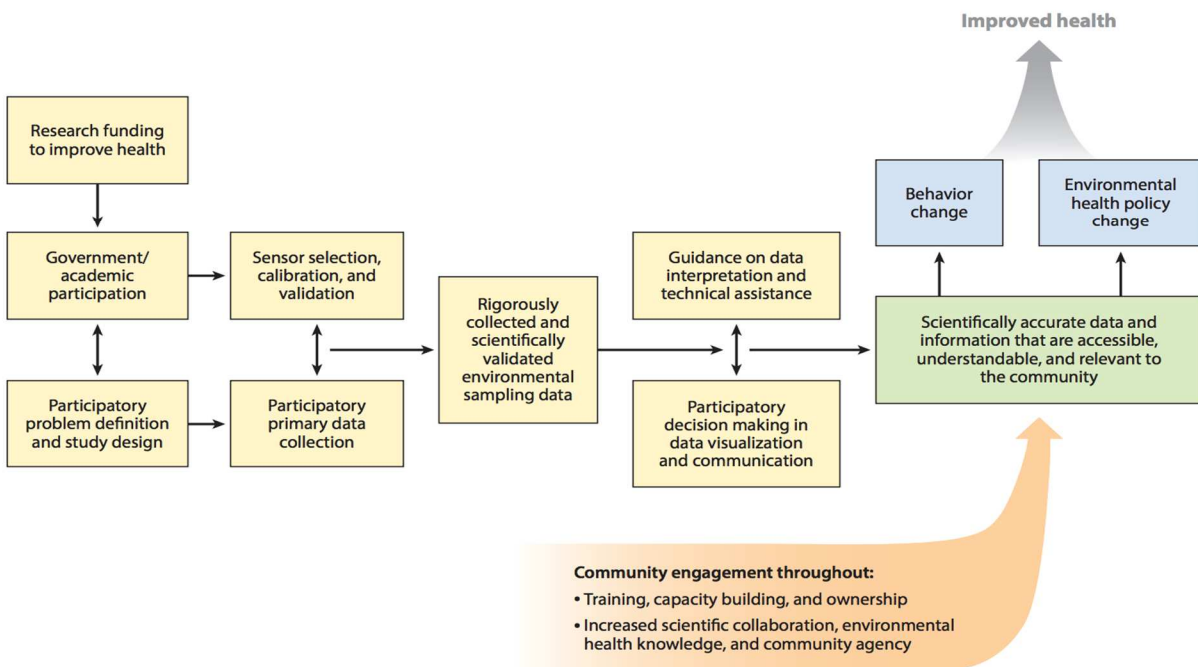 Improved health
Research funding
to improve health
Government/
academic
participation
Participatory
problem definition
and study design
Sensor selection,
calibration, and
validation
Participatory
primary data
collection
Rigorously
collected and
scientifically
validated
environmental
sampling data
Guidance on data
interpretation and
technical assistance
Participatory
decision making in
data visualization
and communication
Behavior
change
Environmental
health policy
change
Scientifically accurate data and
information that are accessible,
understandable, and relevant to
the community
Community engagement throughout:
• Training, capacity building, and ownership
• Increased scientific collaboration, environmental
health knowledge, and community agency